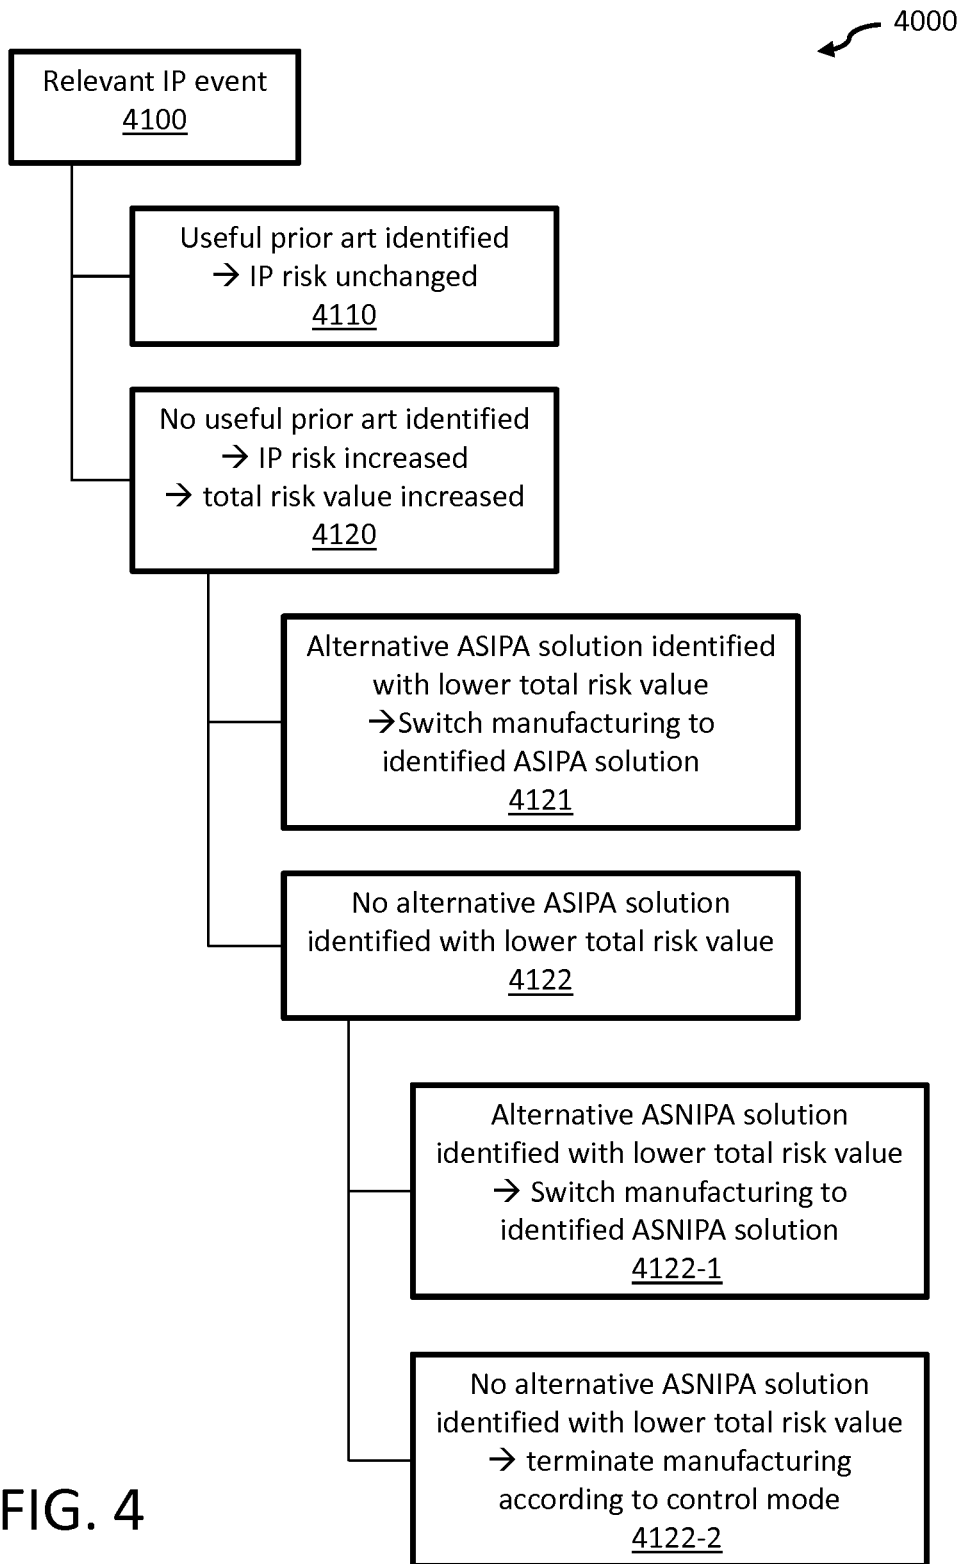 4000
Relevant IP event
4100
Useful prior art identified
→ IP risk unchanged
4110
No useful prior art identified
→ IP risk increased
→ total risk value increased
4120
Alternative ASIPA solution identified
with lower total risk value
→Switch manufacturing to
identified ASIPA solution
4121
No alternative ASIPA solution
identified with lower total risk value
4122
Alternative ASNIPA solution
identified with lower total risk value
→ Switch manufacturing to
identified ASNIPA solution
4122-1
No alternative ASNIPA solution
identified with lower total risk value
→ terminate manufacturing
according to control mode
4122-2
FIG. 4